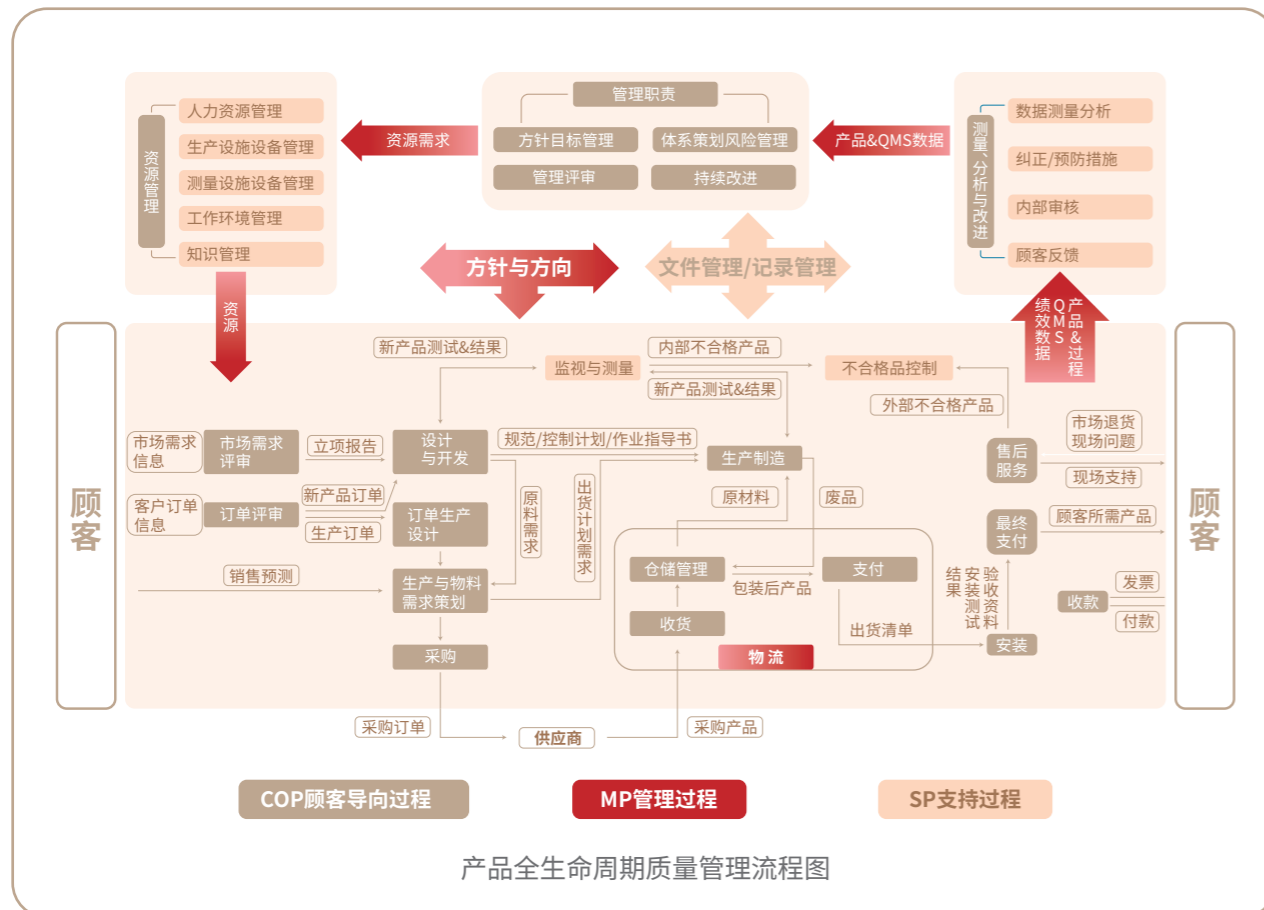 管理职责
方针目标管理
体系策划风险管理
管理评审
持续改进
资源管理
人力资源管理
生产设施设备管理
测量设施设备管理
工作环境管理
知识管理
资源需求
产品&QMS数据
测量、分析与改进
数据测量分析
纠正/预防措施
内部审核
顾客反馈
方针与方向
文件管理/记录管理
资源
产品&过程
QMS
绩效数据
顾客
新产品测试&结果
监视与测量
内部不合格产品
新产品测试&结果
不合格品控制
外部不合格产品
市场需求
信息
市场需求
评审
立项报告
设计
与开发
规范/控制计划/作业指导书
生产制造
售后
服务
市场退货
现场问题
现场支持
客户订单
信息
订单评审
新产品订单
生产订单
订单生产
设计
原料需求
出货计划需求
原材料
废品
最终
支付
顾客所需产品
销售预测
生产与物料
需求策划
仓储管理
包装后产品
支付
验收资料
安装测试
结果
收款
发票
付款
收货
出货清单
安装
采购
物 流
采购订单
供应商
采购产品
顾客
COP顾客导向过程
MP管理过程
SP支持过程
产品全生命周期质量管理流程图